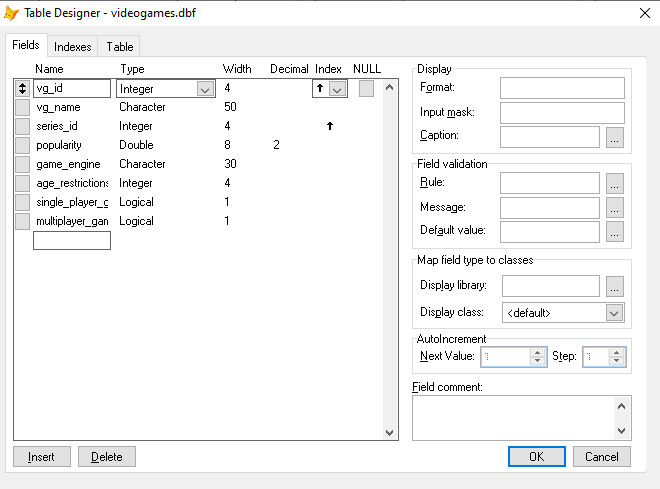 Table Designer - videogames.dbf
Fields Indexes Table
Name Type Width Decimal Index NULL
vg_id Integer 4
vg_name Character 50
series_id Integer 4
popularity Double 8 2
game_engine Character 30
age_restrictions Integer 4
single_player_g Logical 1
multiplayer_gam Logical 1
Display
Format:
Input mask:
Caption: ...
Field validation
Rule: ...
Message: ...
Default value: ...
Map field type to classes
Display library: ...
Display class: <default>
AutoIncrement
Next Value: 1 Step: 1
Field comment:
Insert Delete OK Cancel